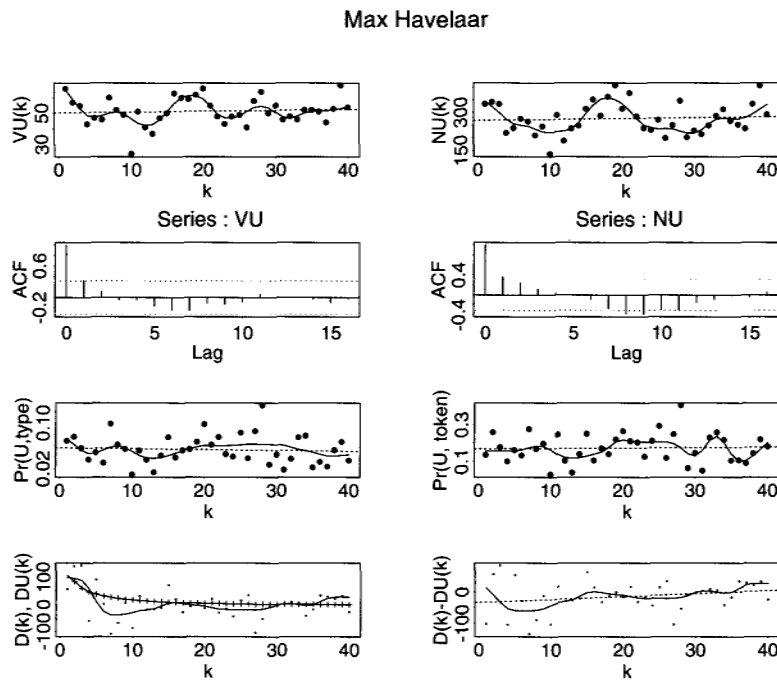 Max Havelaar
VU(k)
30 50
0 10 20 30 40
k
NU(k)
150 300
0 10 20 30 40
k
Series : VU
ACF
-0.2 0.6
0 5 10 15
Lag
Series : NU
ACF
-0.4 0.4
0 5 10 15
Lag
Pr(U,type)
0.02 0.10
0 10 20 30 40
k
Pr(U, token)
0.1 0.3
0 10 20 30 40
k
D(k), DU(k)
-100 0 100
0 10 20 30 40
k
D(k)-DU(k)
-100 0
0 10 20 30 40
k